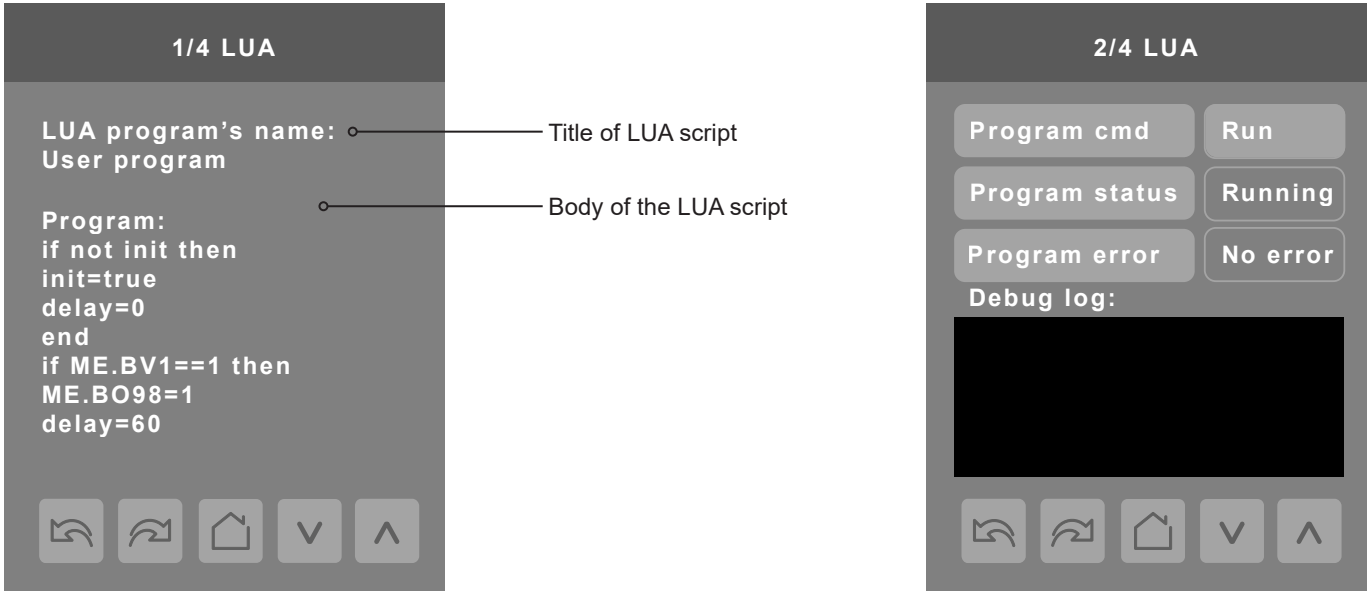 1/4 LUA
LUA program’s name:
User program
Program:
if not init then
init=true
delay=0
end
if ME.BV1==1 then
ME.BO98=1
delay=60
Title of LUA script
Body of the LUA script
2/4 LUA
Program cmd Run
Program status Running
Program error No error
Debug log: